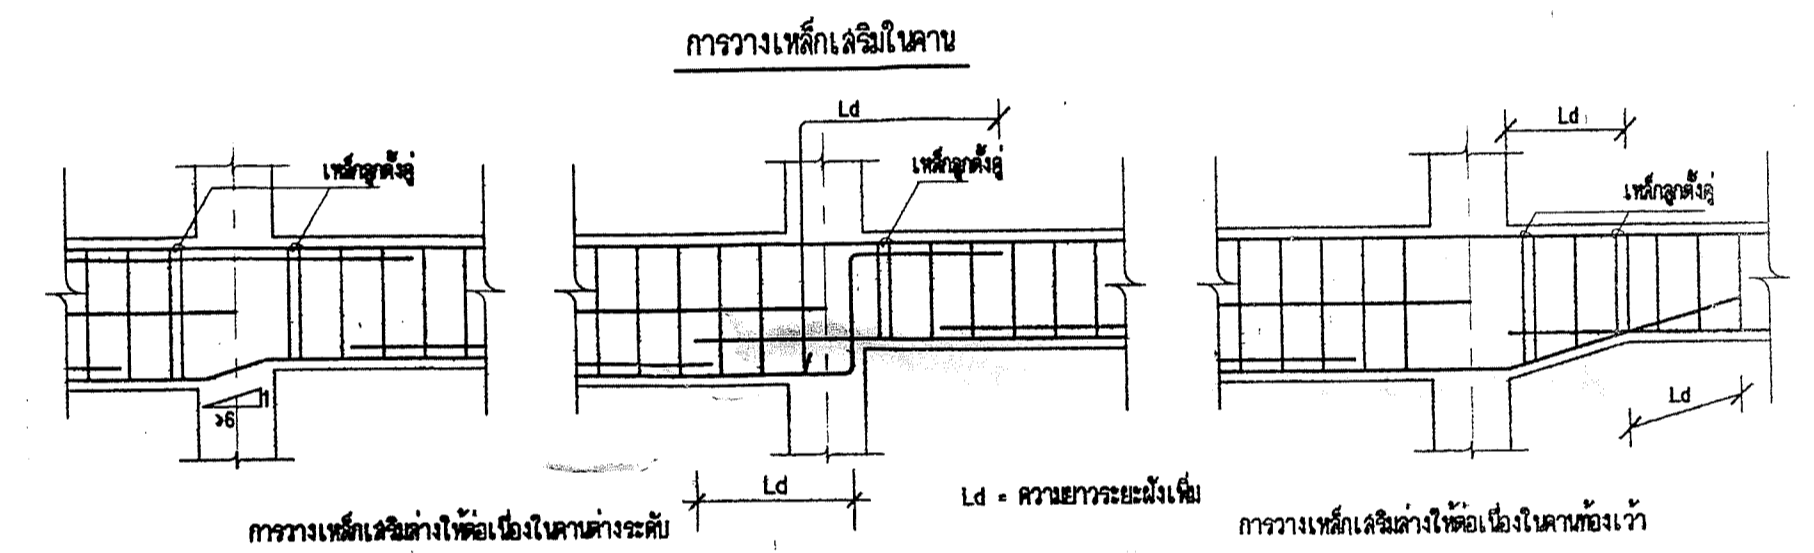 การวางเหล็กเสริมในคาน
Ld
Ld
เหล็กลูกตั้งคู่
เหล็กลูกตั้งคู่
เหล็กลูกตั้งคู่
1
>6
Ld
Ld
Ld = ความยาวระยะฝังเพิ่ม
การวางเหล็กเสริมล่างให้ต่อเนื่องในคานต่างระดับ
การวางเหล็กเสริมล่างให้ต่อเนื่องในคานท้องเว้า